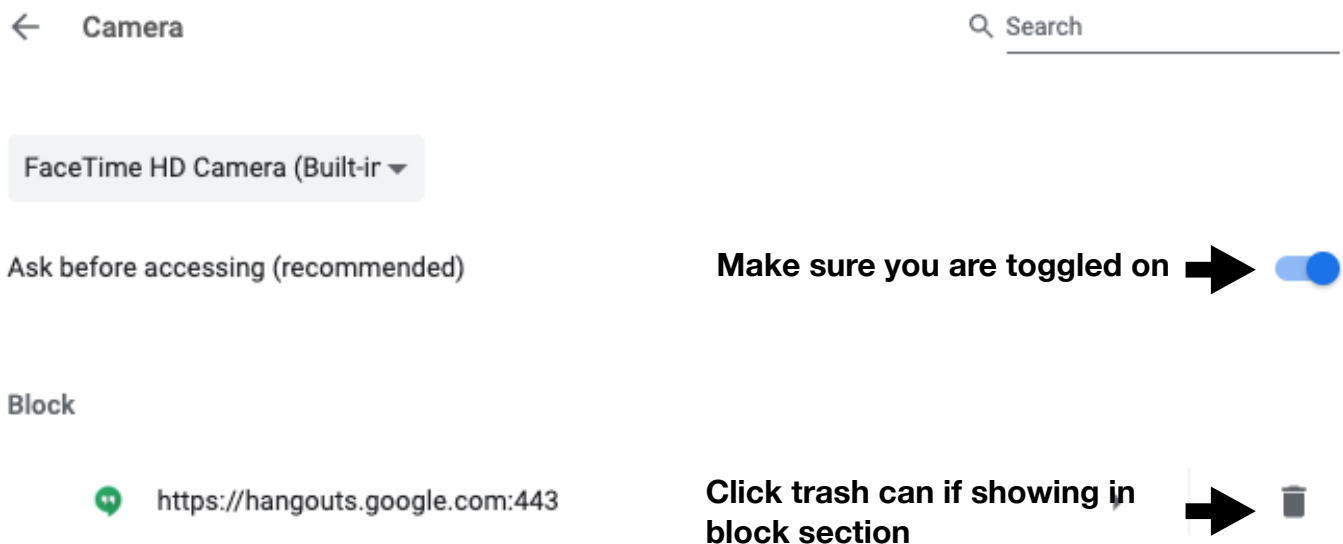 Camera
Search
FaceTime HD Camera (Built-ir
Ask before accessing (recommended)
Make sure you are toggled on
Block
https://hangouts.google.com:443
Click trash can if showing in
block section